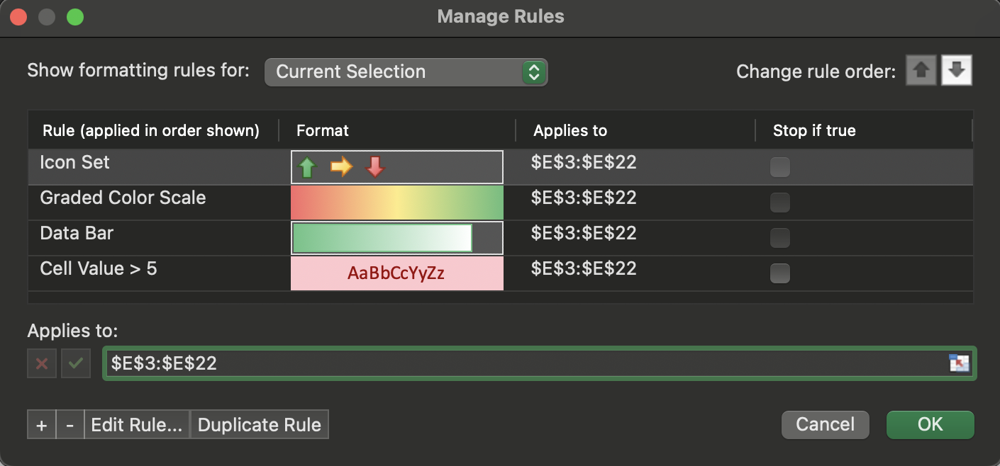 Manage Rules
Show formatting rules for: Current Selection Change rule order:
Rule (applied in order shown) Format Applies to Stop if true
Icon Set $E$3:$E$22
Graded Color Scale $E$3:$E$22
Data Bar $E$3:$E$22
Cell Value > 5 AaBbCcYyZz $E$3:$E$22
Applies to:
$E$3:$E$22
+ - Edit Rule... Duplicate Rule Cancel OK